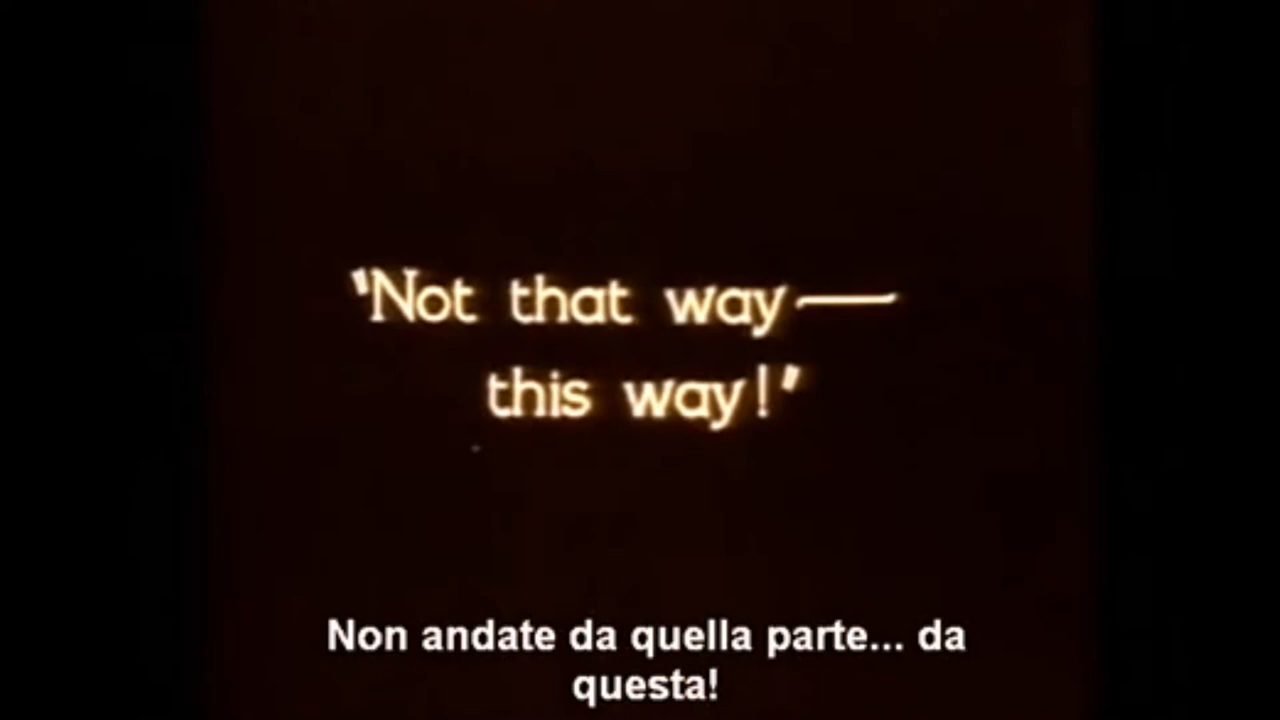 'Not that way—
this way!'
Non andate da quella parte... da
questa!